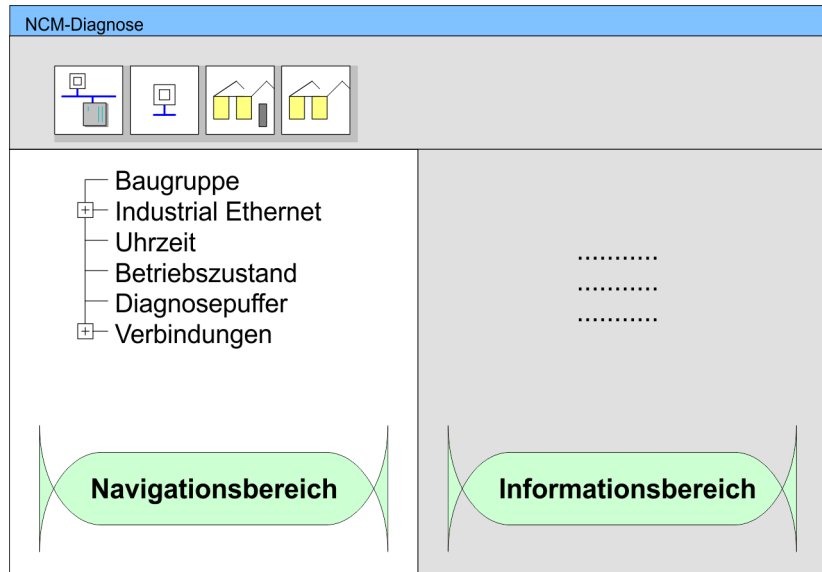 NCM-Diagnose
Baugruppe
Industrial Ethernet
Uhrzeit
Betriebszustand
Diagnosepuffer
Verbindungen
...........
...........
...........
Navigationsbereich
Informationsbereich